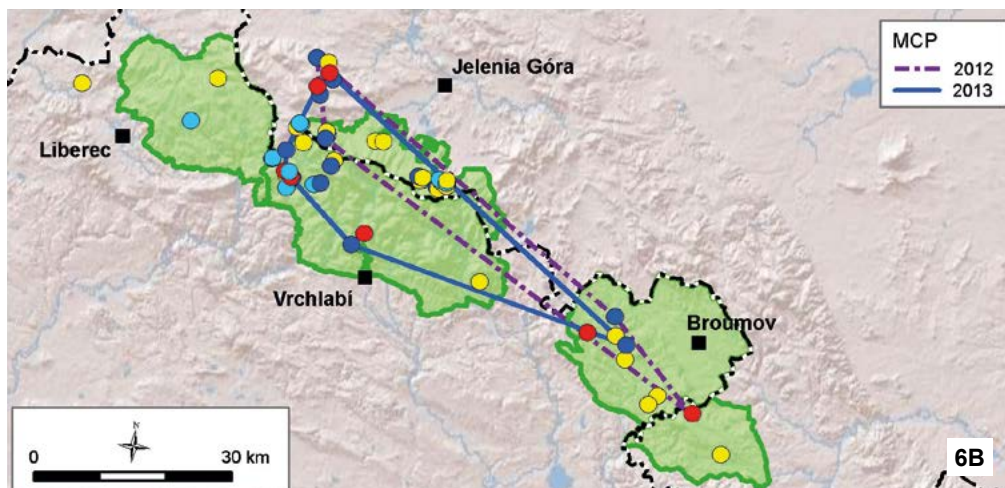 MCP
2012
2013
Jelenia Góra
Liberec
Vrchlabí
Broumov
N
0 30 km
6B